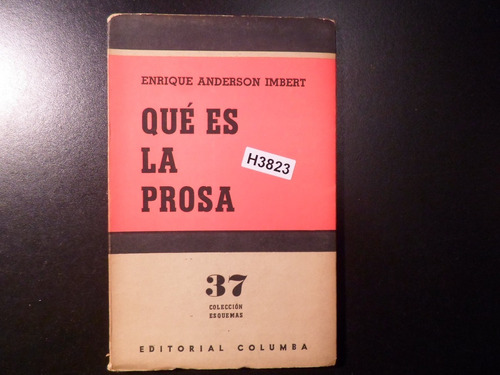 ENRIQUE ANDERSON IMBERT
QUÉ ES
LA
PROSA
H3823
37
COLECCIÓN
ESQUEMAS
EDITORIAL COLUMBA